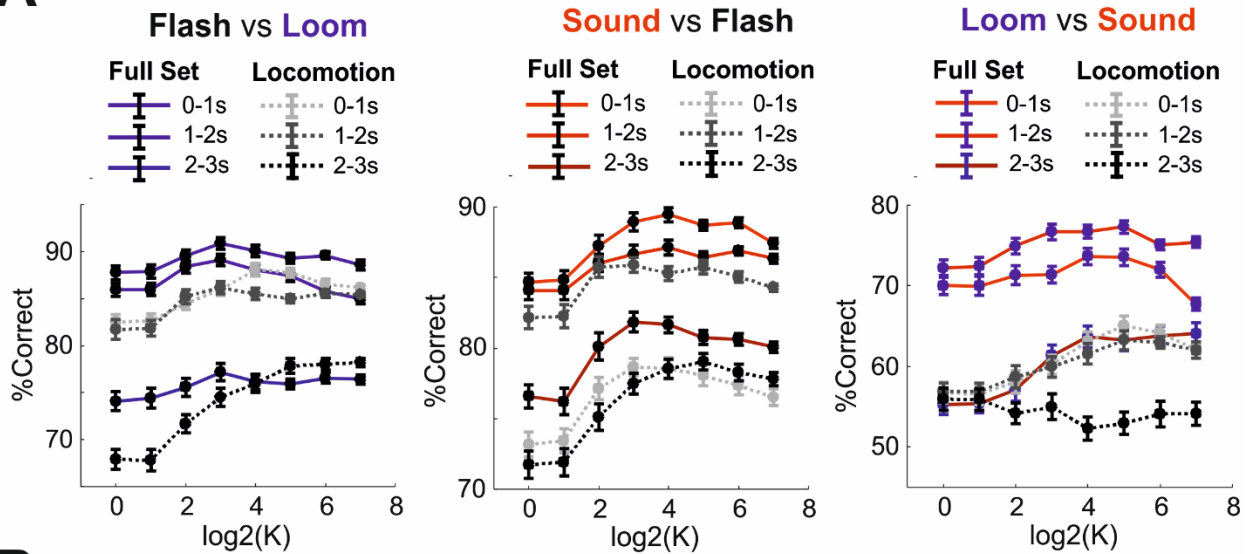 Flash vs Loom
Full Set Locomotion
0-1s 0-1s
1-2s 1-2s
2-3s 2-3s
%Correct
90
80
70
0 2 4 6 8
log2(K)
Sound vs Flash
Full Set Locomotion
0-1s 0-1s
1-2s 1-2s
2-3s 2-3s
%Correct
90
80
70
0 2 4 6 8
log2(K)
Loom vs Sound
Full Set Locomotion
0-1s 0-1s
1-2s 1-2s
2-3s 2-3s
%Correct
80
70
60
50
0 2 4 6 8
log2(K)